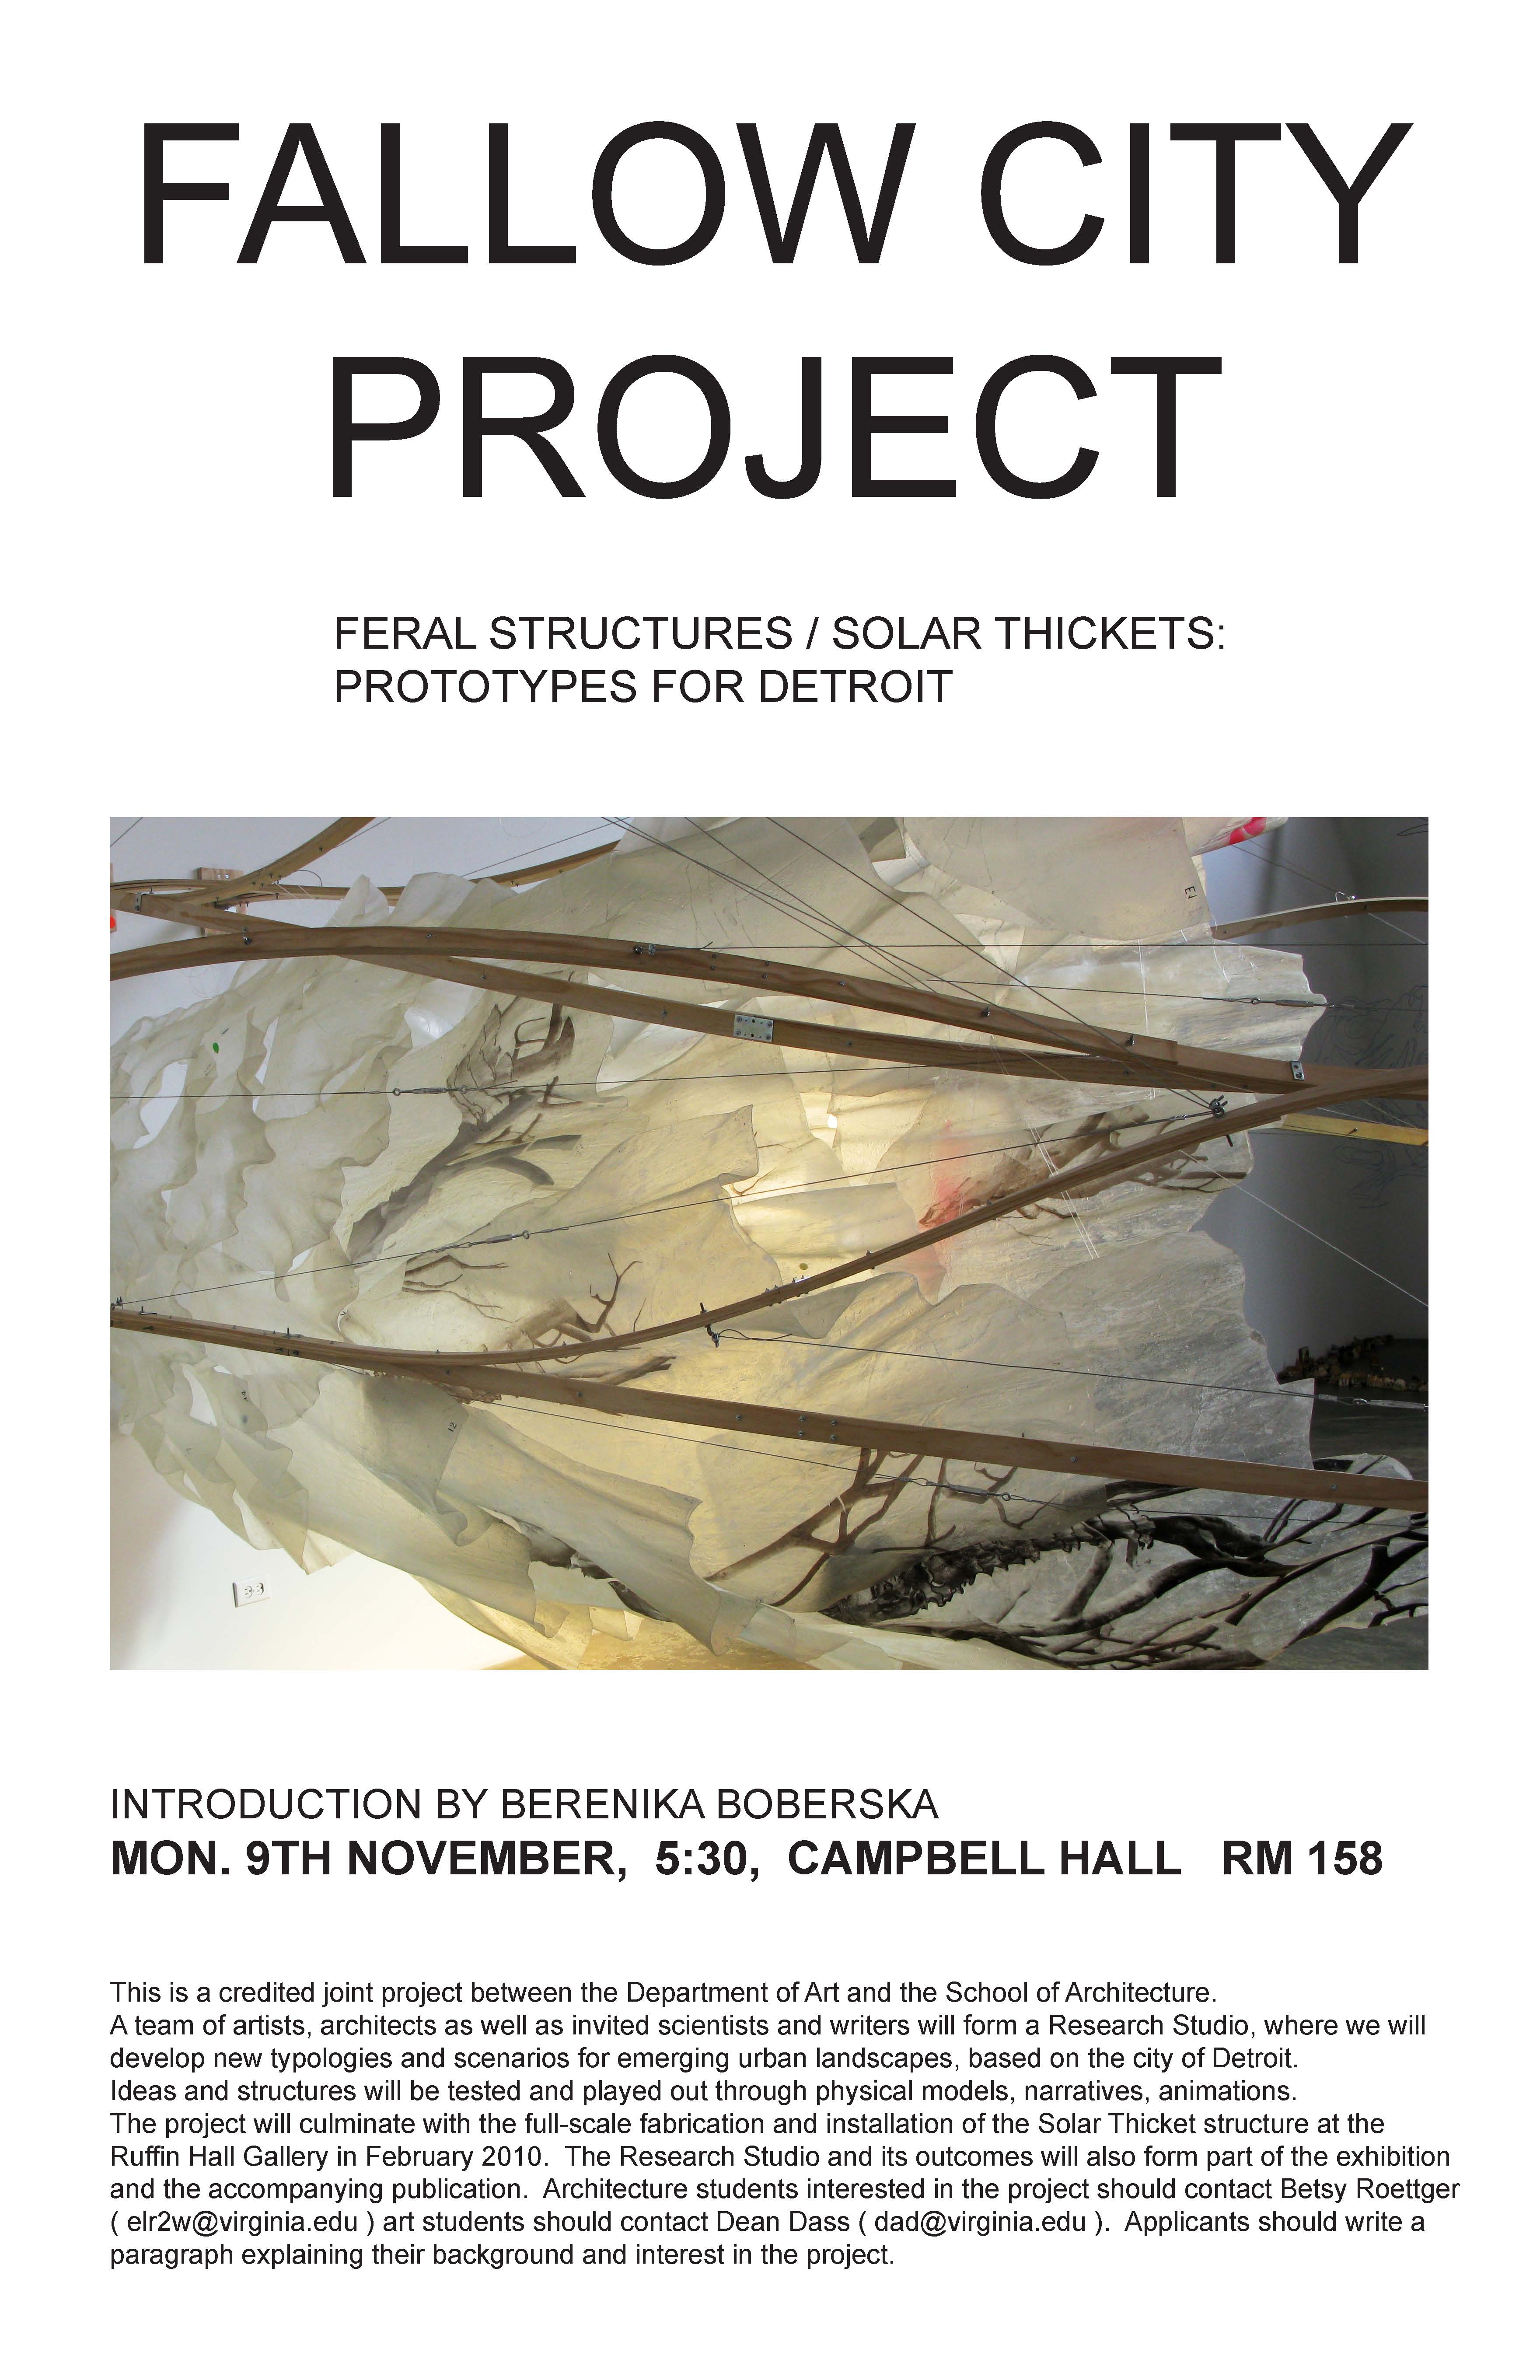 FALLOW CITY
PROJECT
FERAL STRUCTURES / SOLAR THICKETS:
PROTOTYPES FOR DETROIT
E4
12
INTRODUCTION BY BERENIKA BOBERSKA
MON. 9TH NOVEMBER,  5:30,  CAMPBELL HALL   RM 158
This is a credited joint project between the Department of Art and the School of Architecture.
A team of artists, architects as well as invited scientists and writers will form a Research Studio, where we will
develop new typologies and scenarios for emerging urban landscapes, based on the city of Detroit.
Ideas and structures will be tested and played out through physical models, narratives, animations.
The project will culminate with the full-scale fabrication and installation of the Solar Thicket structure at the
Ruffin Hall Gallery in February 2010.  The Research Studio and its outcomes will also form part of the exhibition
and the accompanying publication.  Architecture students interested in the project should contact Betsy Roettger
( elr2w@virginia.edu ) art students should contact Dean Dass ( dad@virginia.edu ).  Applicants should write a
paragraph explaining their background and interest in the project.